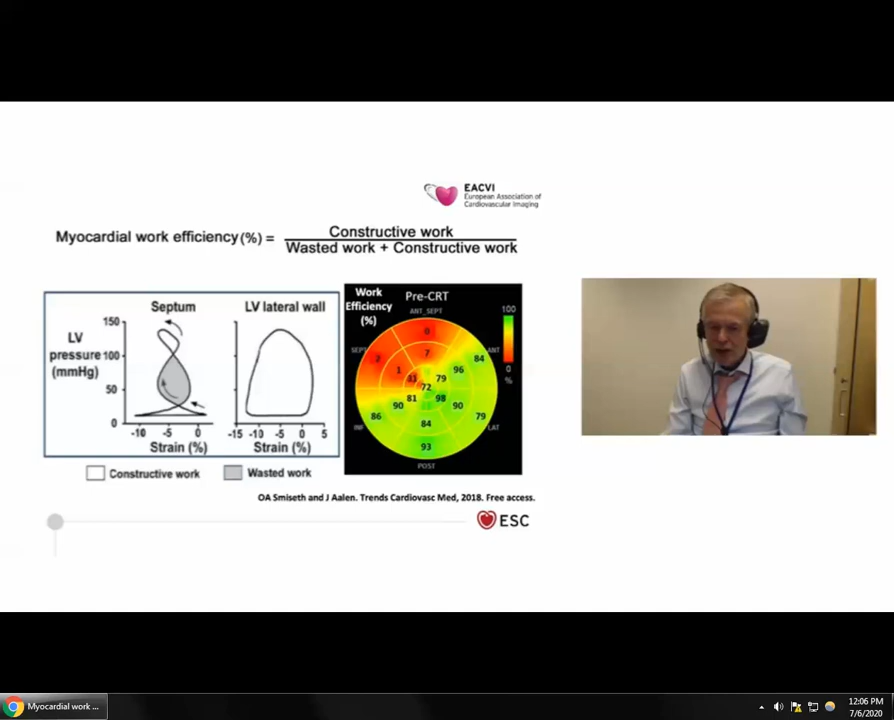 EACVI
European Association of
Cardiovascular Imaging
Myocardial work efficiency(%) =
Constructive work
Wasted work + Constructive work
Septum
LV lateral wall
LV
pressure
(mmHg)
150
100
50
0
-10 -5 0
Strain (%)
-15 -10 -5 0 5
Strain (%)
Constructive work
Wasted work
Work
Efficiency
(%)
Pre-CRT
ANT_SEPT
SEPT
ANT
INF
LAT
POST
100
0
%
0
2
7
84
1
96
31
79
72
81
98
90
90
86
79
84
93
OA Smiseth and J Aalen. Trends Cardiovasc Med, 2018. Free access.
ESC
Myocardial work ...
12:06 PM
7/6/2020